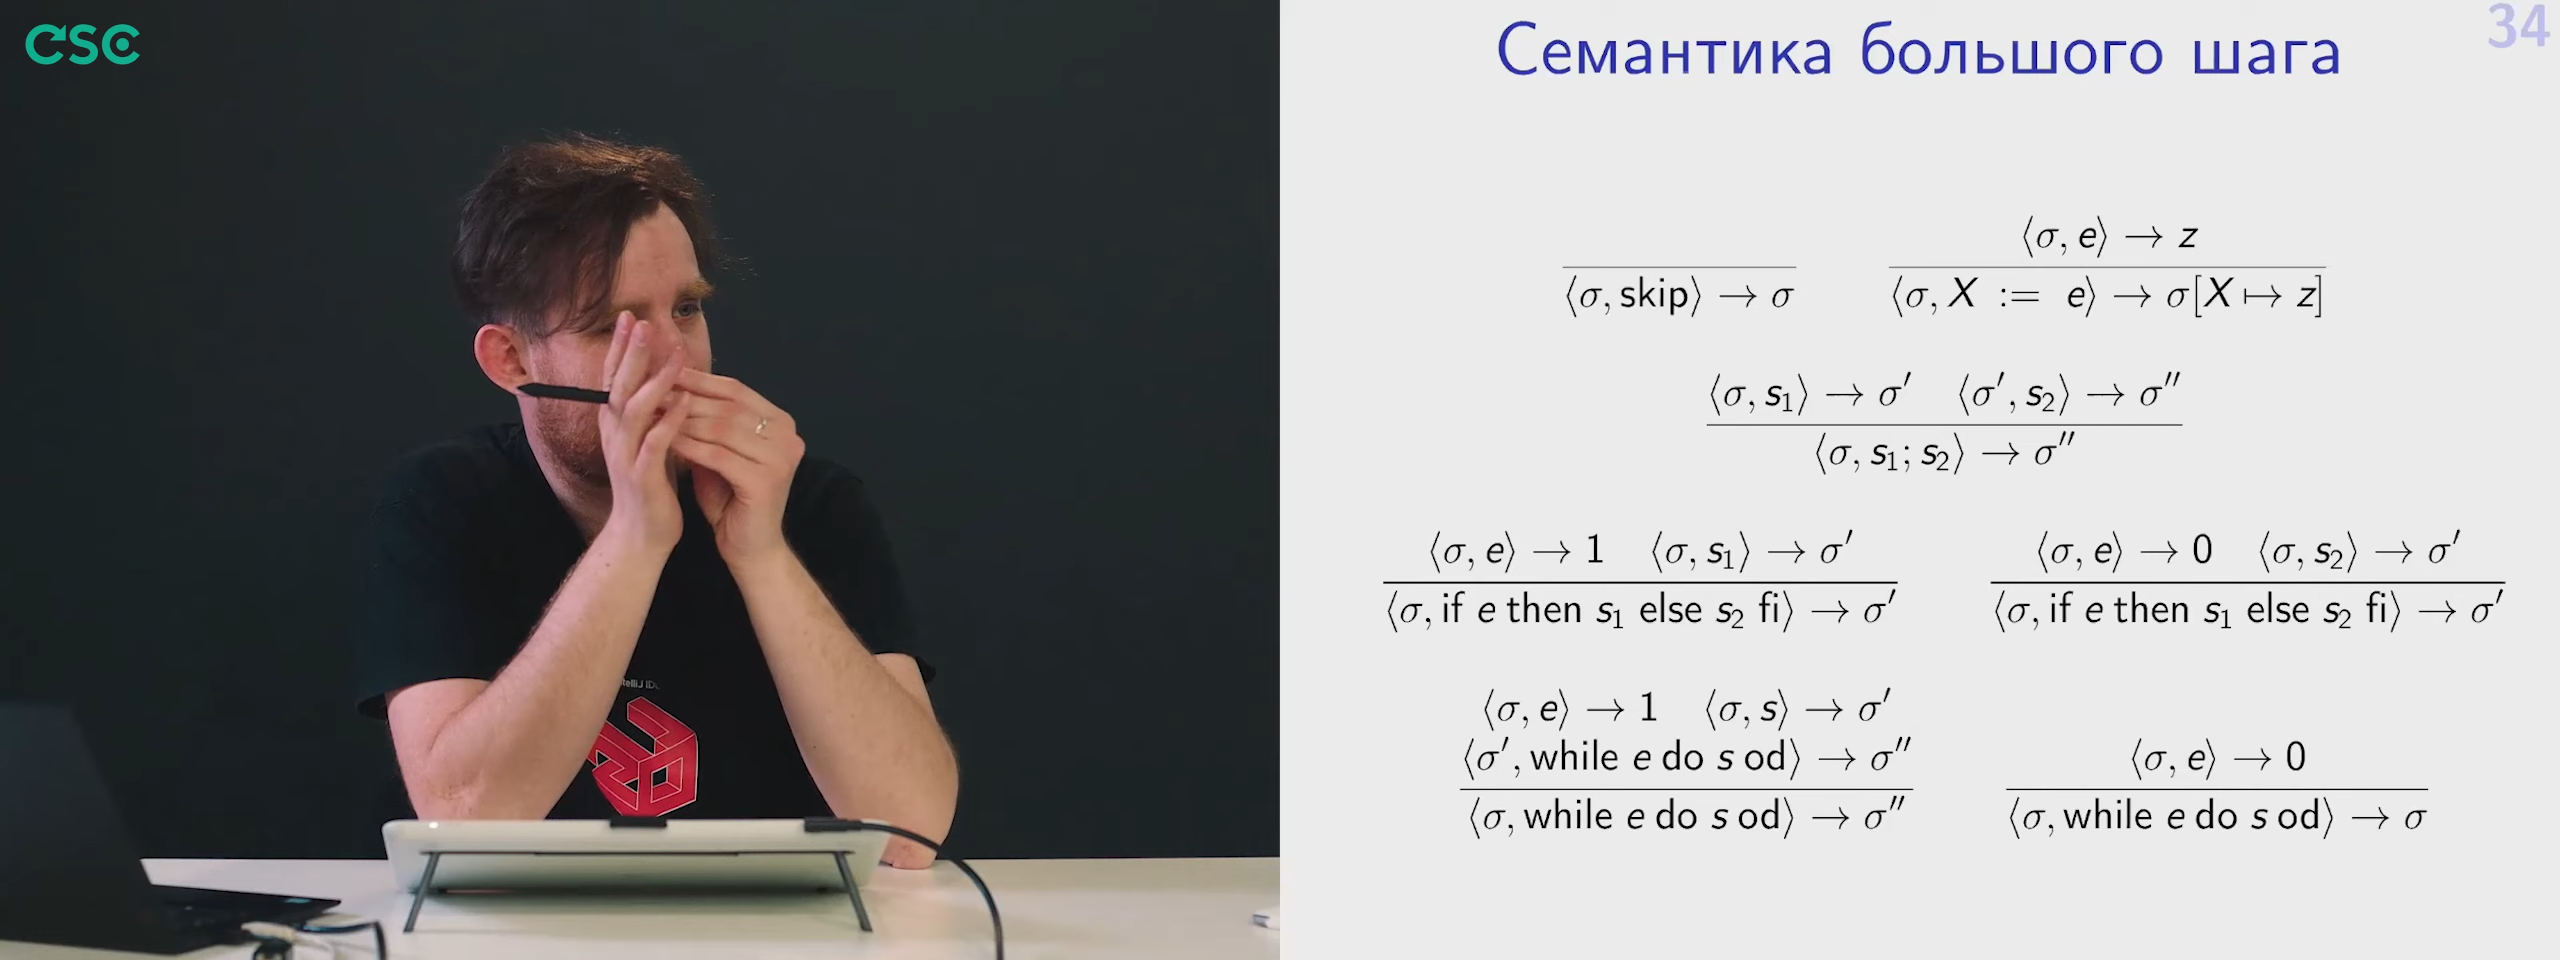 CSC
Семантика большого шага
34
⟨σ, e⟩ → z
⟨σ, skip⟩ → σ
⟨σ, X := e⟩ → σ[X ↦ z]
⟨σ, s₁⟩ → σ′ ⟨σ′, s₂⟩ → σ″
⟨σ, s₁; s₂⟩ → σ″
⟨σ, e⟩ → 1 ⟨σ, s₁⟩ → σ′
⟨σ, if e then s₁ else s₂ fi⟩ → σ′
⟨σ, e⟩ → 0 ⟨σ, s₂⟩ → σ′
⟨σ, if e then s₁ else s₂ fi⟩ → σ′
⟨σ, e⟩ → 1 ⟨σ, s⟩ → σ′
⟨σ′, while e do s od⟩ → σ″
⟨σ, while e do s od⟩ → σ″
⟨σ, e⟩ → 0
⟨σ, while e do s od⟩ → σ